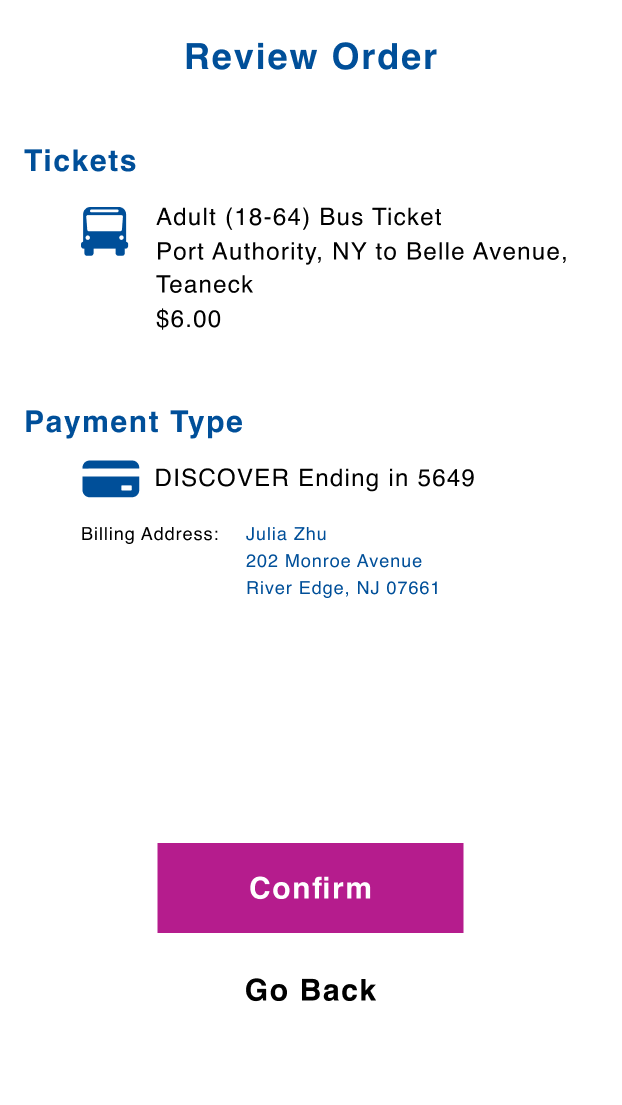 Review Order
Tickets
Adult (18-64) Bus Ticket
Port Authority, NY to Belle Avenue,
Teaneck
$6.00
Payment Type
DISCOVER Ending in 5649
Billing Address: Julia Zhu
202 Monroe Avenue
River Edge, NJ 07661
Confirm
Go Back